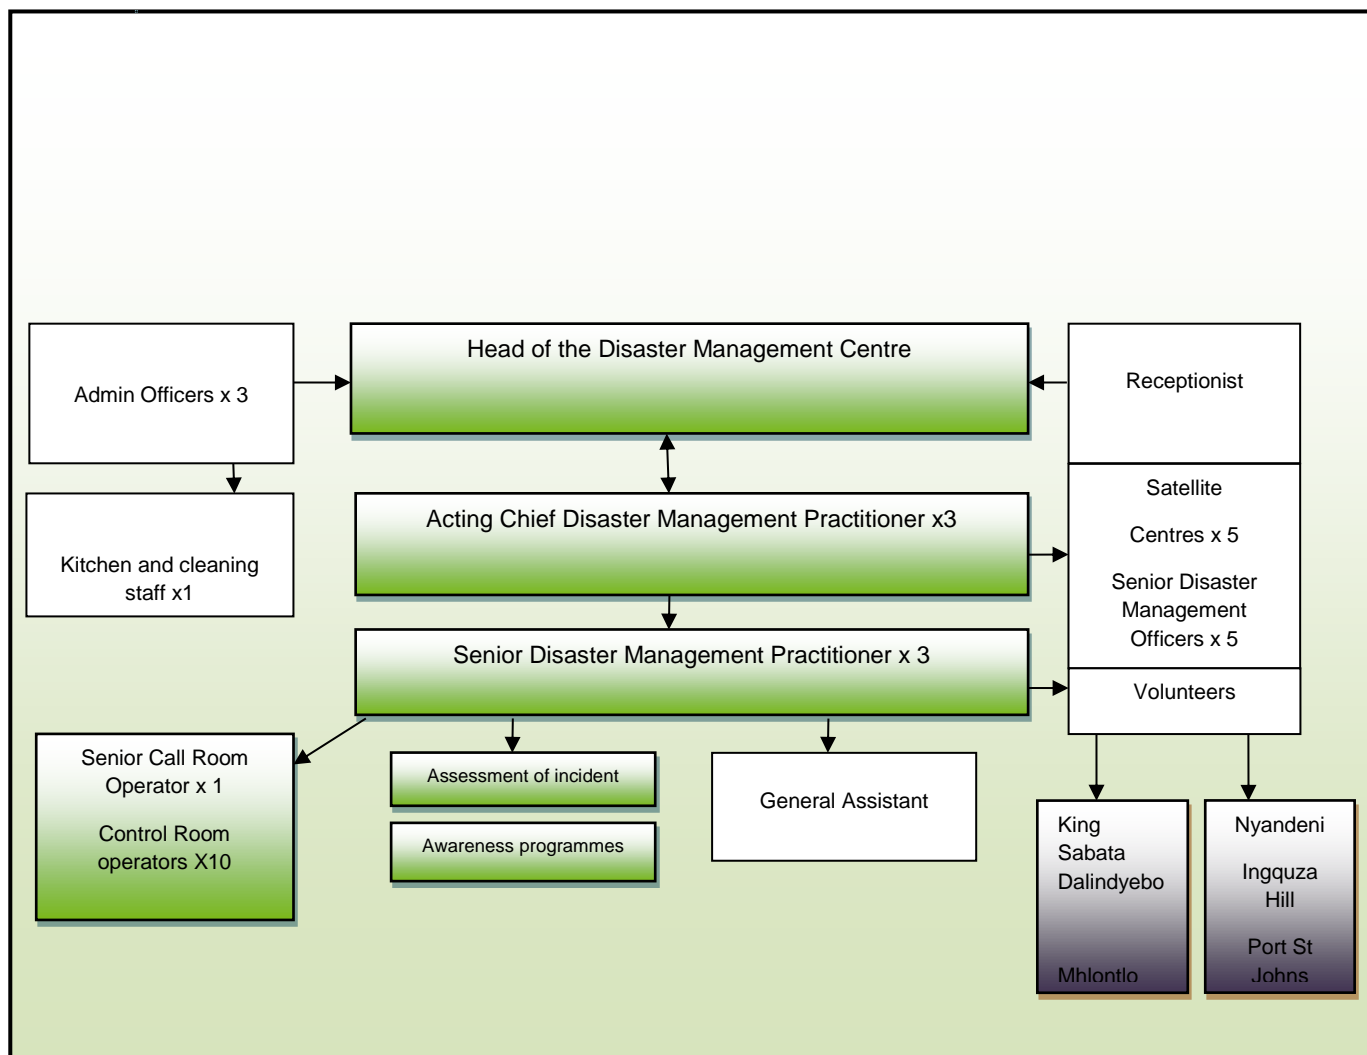 Head of the Disaster Management Centre
Admin Officers x 3
Receptionist
Kitchen and cleaning
staff x1
Acting Chief Disaster Management Practitioner x3
Satellite
Centres x 5
Senior Disaster
Management
Officers x 5
Senior Disaster Management Practitioner x 3
Volunteers
Senior Call Room
Operator x 1
Control Room
operators X10
Assessment of incident
Awareness programmes
General Assistant
King
Sabata
Dalindyebo
Mhlontlo
Nyandeni
Ingquza
Hill
Port St
Johns